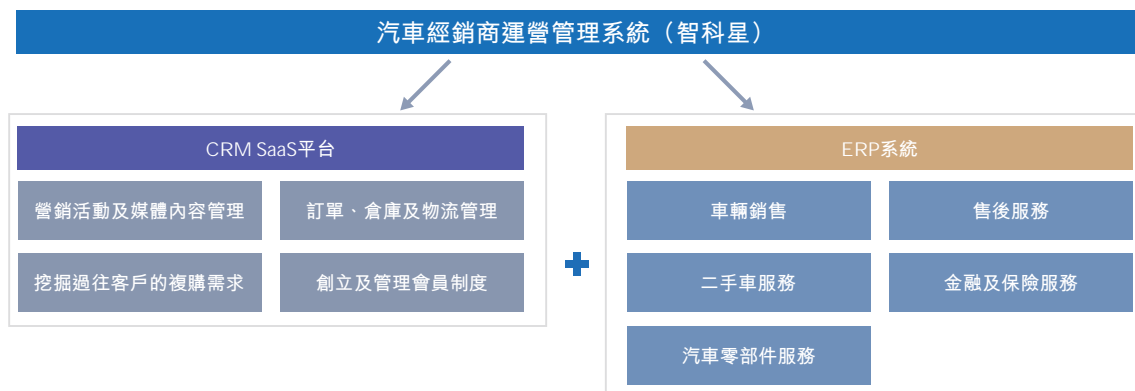 汽車經銷商運營管理系統（智科星）
CRM SaaS平台
營銷活動及媒體內容管理
訂單、倉庫及物流管理
挖掘過往客戶的複購需求
創立及管理會員制度
ERP系統
車輛銷售
售後服務
二手車服務
金融及保險服務
汽車零部件服務